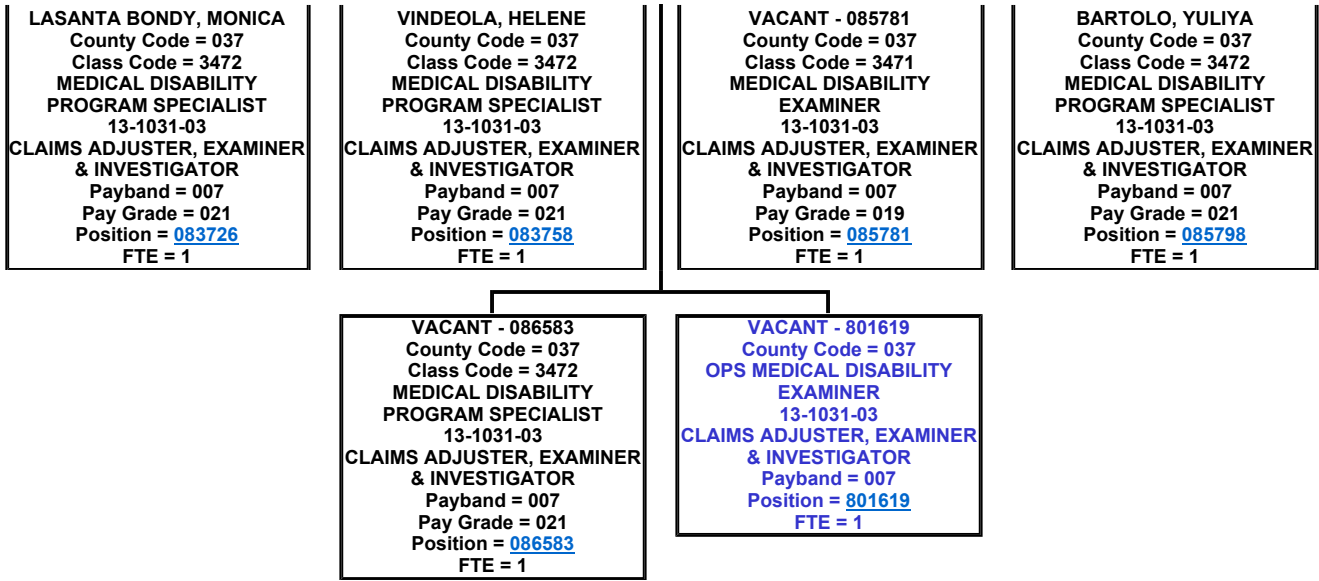 LASANTA BONDY, MONICA
County Code = 037
Class Code = 3472
MEDICAL DISABILITY
PROGRAM SPECIALIST
13-1031-03
CLAIMS ADJUSTER, EXAMINER
& INVESTIGATOR
Payband = 007
Pay Grade = 021
Position = 083726
FTE = 1
VINDEOLA, HELENE
County Code = 037
Class Code = 3472
MEDICAL DISABILITY
PROGRAM SPECIALIST
13-1031-03
CLAIMS ADJUSTER, EXAMINER
& INVESTIGATOR
Payband = 007
Pay Grade = 021
Position = 083758
FTE = 1
VACANT - 085781
County Code = 037
Class Code = 3471
MEDICAL DISABILITY
EXAMINER
13-1031-03
CLAIMS ADJUSTER, EXAMINER
& INVESTIGATOR
Payband = 007
Pay Grade = 019
Position = 085781
FTE = 1
BARTOLO, YULIYA
County Code = 037
Class Code = 3472
MEDICAL DISABILITY
PROGRAM SPECIALIST
13-1031-03
CLAIMS ADJUSTER, EXAMINER
& INVESTIGATOR
Payband = 007
Pay Grade = 021
Position = 085798
FTE = 1
VACANT - 086583
County Code = 037
Class Code = 3472
MEDICAL DISABILITY
PROGRAM SPECIALIST
13-1031-03
CLAIMS ADJUSTER, EXAMINER
& INVESTIGATOR
Payband = 007
Pay Grade = 021
Position = 086583
FTE = 1
VACANT - 801619
County Code = 037
OPS MEDICAL DISABILITY
EXAMINER
13-1031-03
CLAIMS ADJUSTER, EXAMINER
& INVESTIGATOR
Payband = 007
Position = 801619
FTE = 1